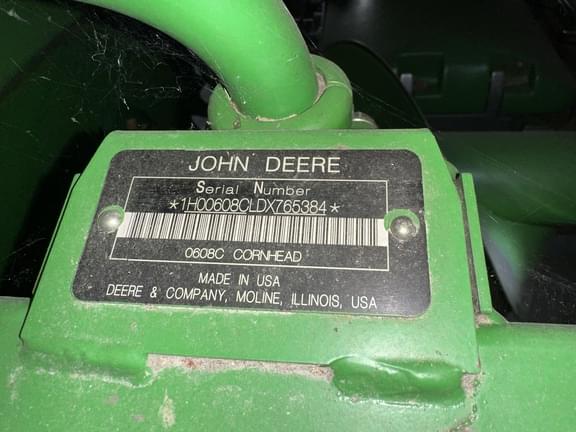 JOHN DEERE
Serial Number
*1H00608CLDX765384*
0608C CORNHEAD
MADE IN USA
DEERE & COMPANY, MOLINE, ILLINOIS, USA